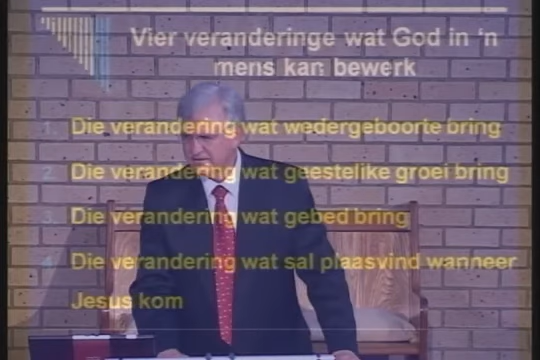 Vier veranderinge wat God in 'n
mens kan bewerk
1. Die verandering wat wedergeboorte bring
2. Die verandering wat geestelike groei bring
3. Die verandering wat gebed bring
4. Die verandering wat sal plaasvind wanneer
Jesus kom